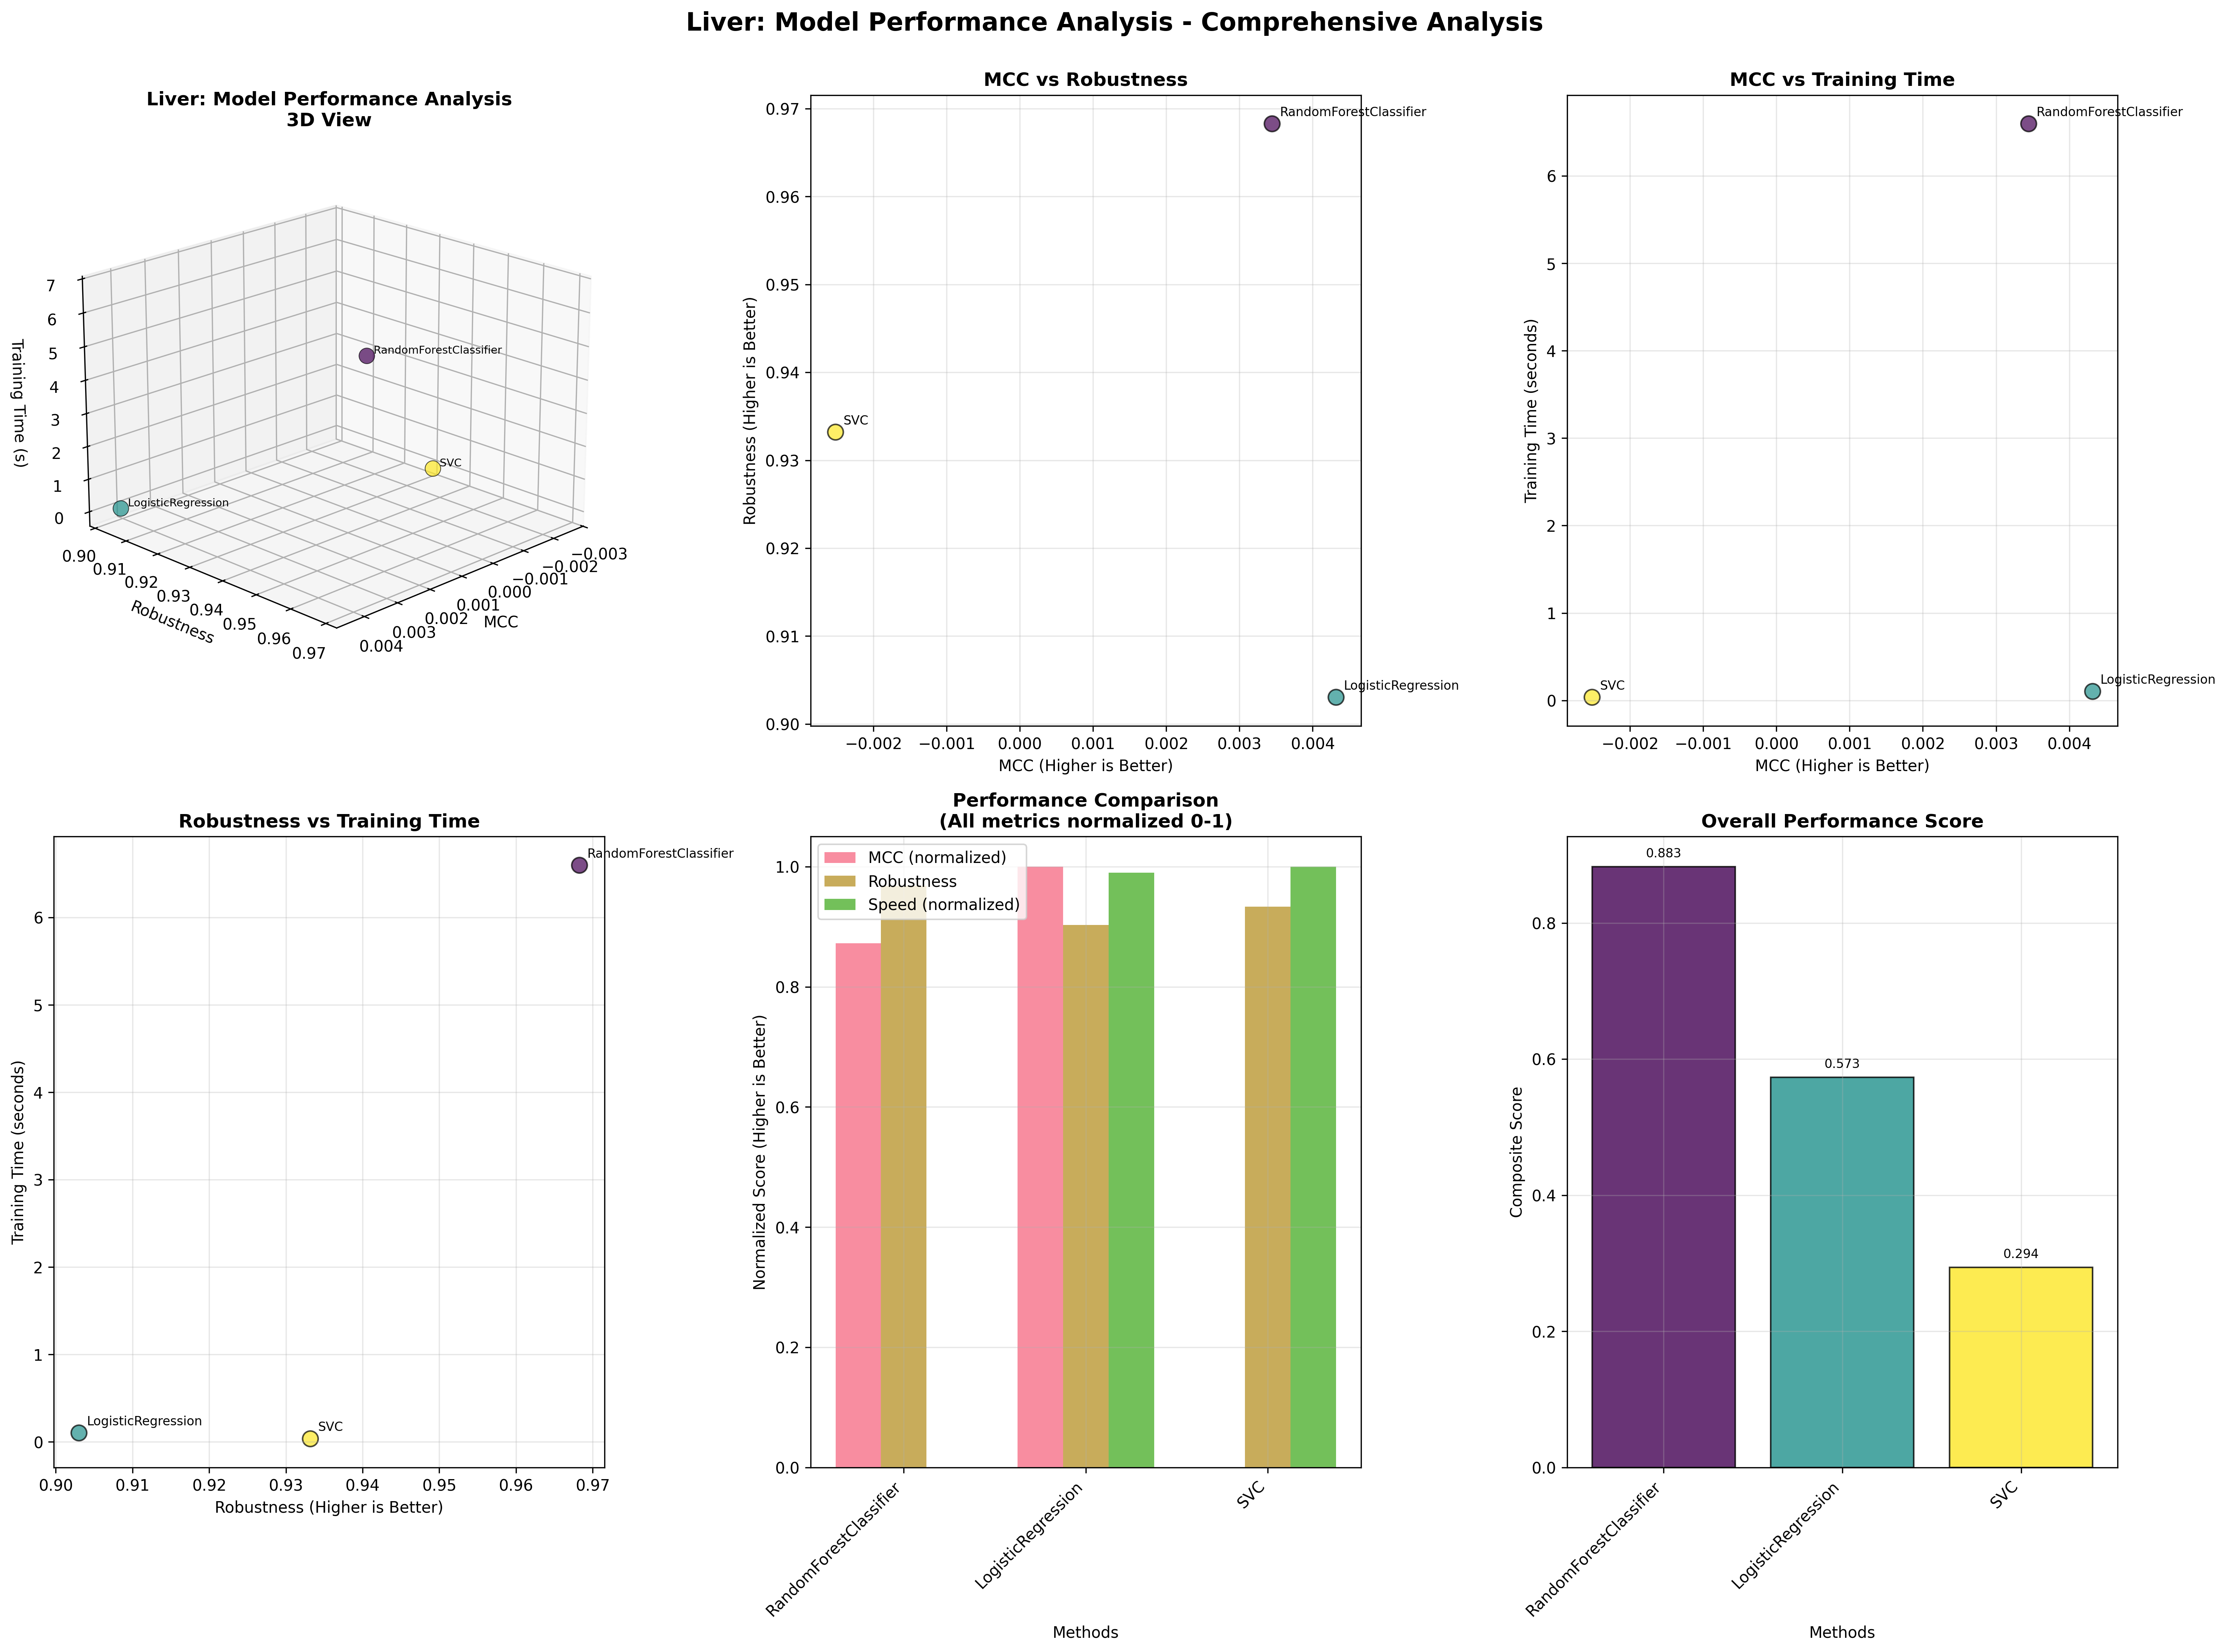 Liver: Model Performance Analysis - Comprehensive Analysis
Liver: Model Performance Analysis
3D View
7
6
5
4
3
2
1
0
Training Time (s)
RandomForestClassifier
SVC
LogisticRegression
0.90
0.91
0.92
0.93
0.94
0.95
0.96
0.97
Robustness
−0.003
−0.002
−0.001
0.000
0.001
0.002
0.003
0.004
MCC
MCC vs Robustness
0.97
0.96
0.95
0.94
0.93
0.92
0.91
0.90
Robustness (Higher is Better)
RandomForestClassifier
SVC
LogisticRegression
−0.002 −0.001 0.000 0.001 0.002 0.003 0.004
MCC (Higher is Better)
MCC vs Training Time
6
5
4
3
2
1
0
Training Time (seconds)
RandomForestClassifier
SVC
LogisticRegression
−0.002 −0.001 0.000 0.001 0.002 0.003 0.004
MCC (Higher is Better)
Robustness vs Training Time
6
5
4
3
2
1
0
Training Time (seconds)
RandomForestClassifier
LogisticRegression
SVC
0.90 0.91 0.92 0.93 0.94 0.95 0.96 0.97
Robustness (Higher is Better)
Performance Comparison
(All metrics normalized 0-1)
MCC (normalized)
Robustness
Speed (normalized)
1.0
0.8
0.6
0.4
0.2
0.0
Normalized Score (Higher is Better)
RandomForestClassifier
LogisticRegression
SVC
Methods
Overall Performance Score
0.883
0.573
0.294
0.8
0.6
0.4
0.2
0.0
Composite Score
RandomForestClassifier
LogisticRegression
SVC
Methods